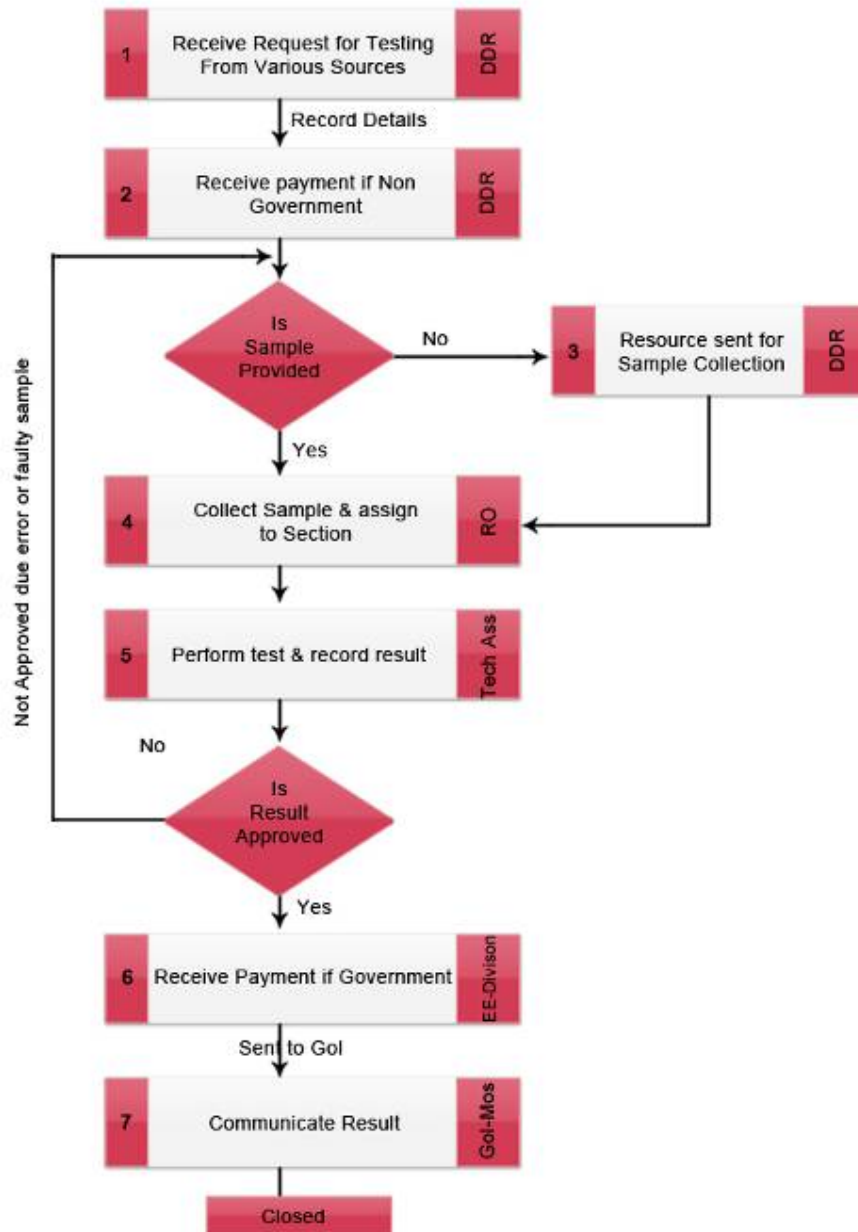 1
Receive Request for Testing
From Various Sources
DDR
Record Details
2
Receive payment if Non
Government
DDR
Is
Sample
Provided
No
3
Resource sent for
Sample Collection
DDR
Yes
4
Collect Sample & assign
to Section
RO
5
Perform test & record result
Tech Ass
No
Not Approved due error or faulty sample
Is
Result
Approved
Yes
6
Receive Payment if Government
EE-Divison
Sent to GoI
7
Communicate Result
GoI-Mos
Closed